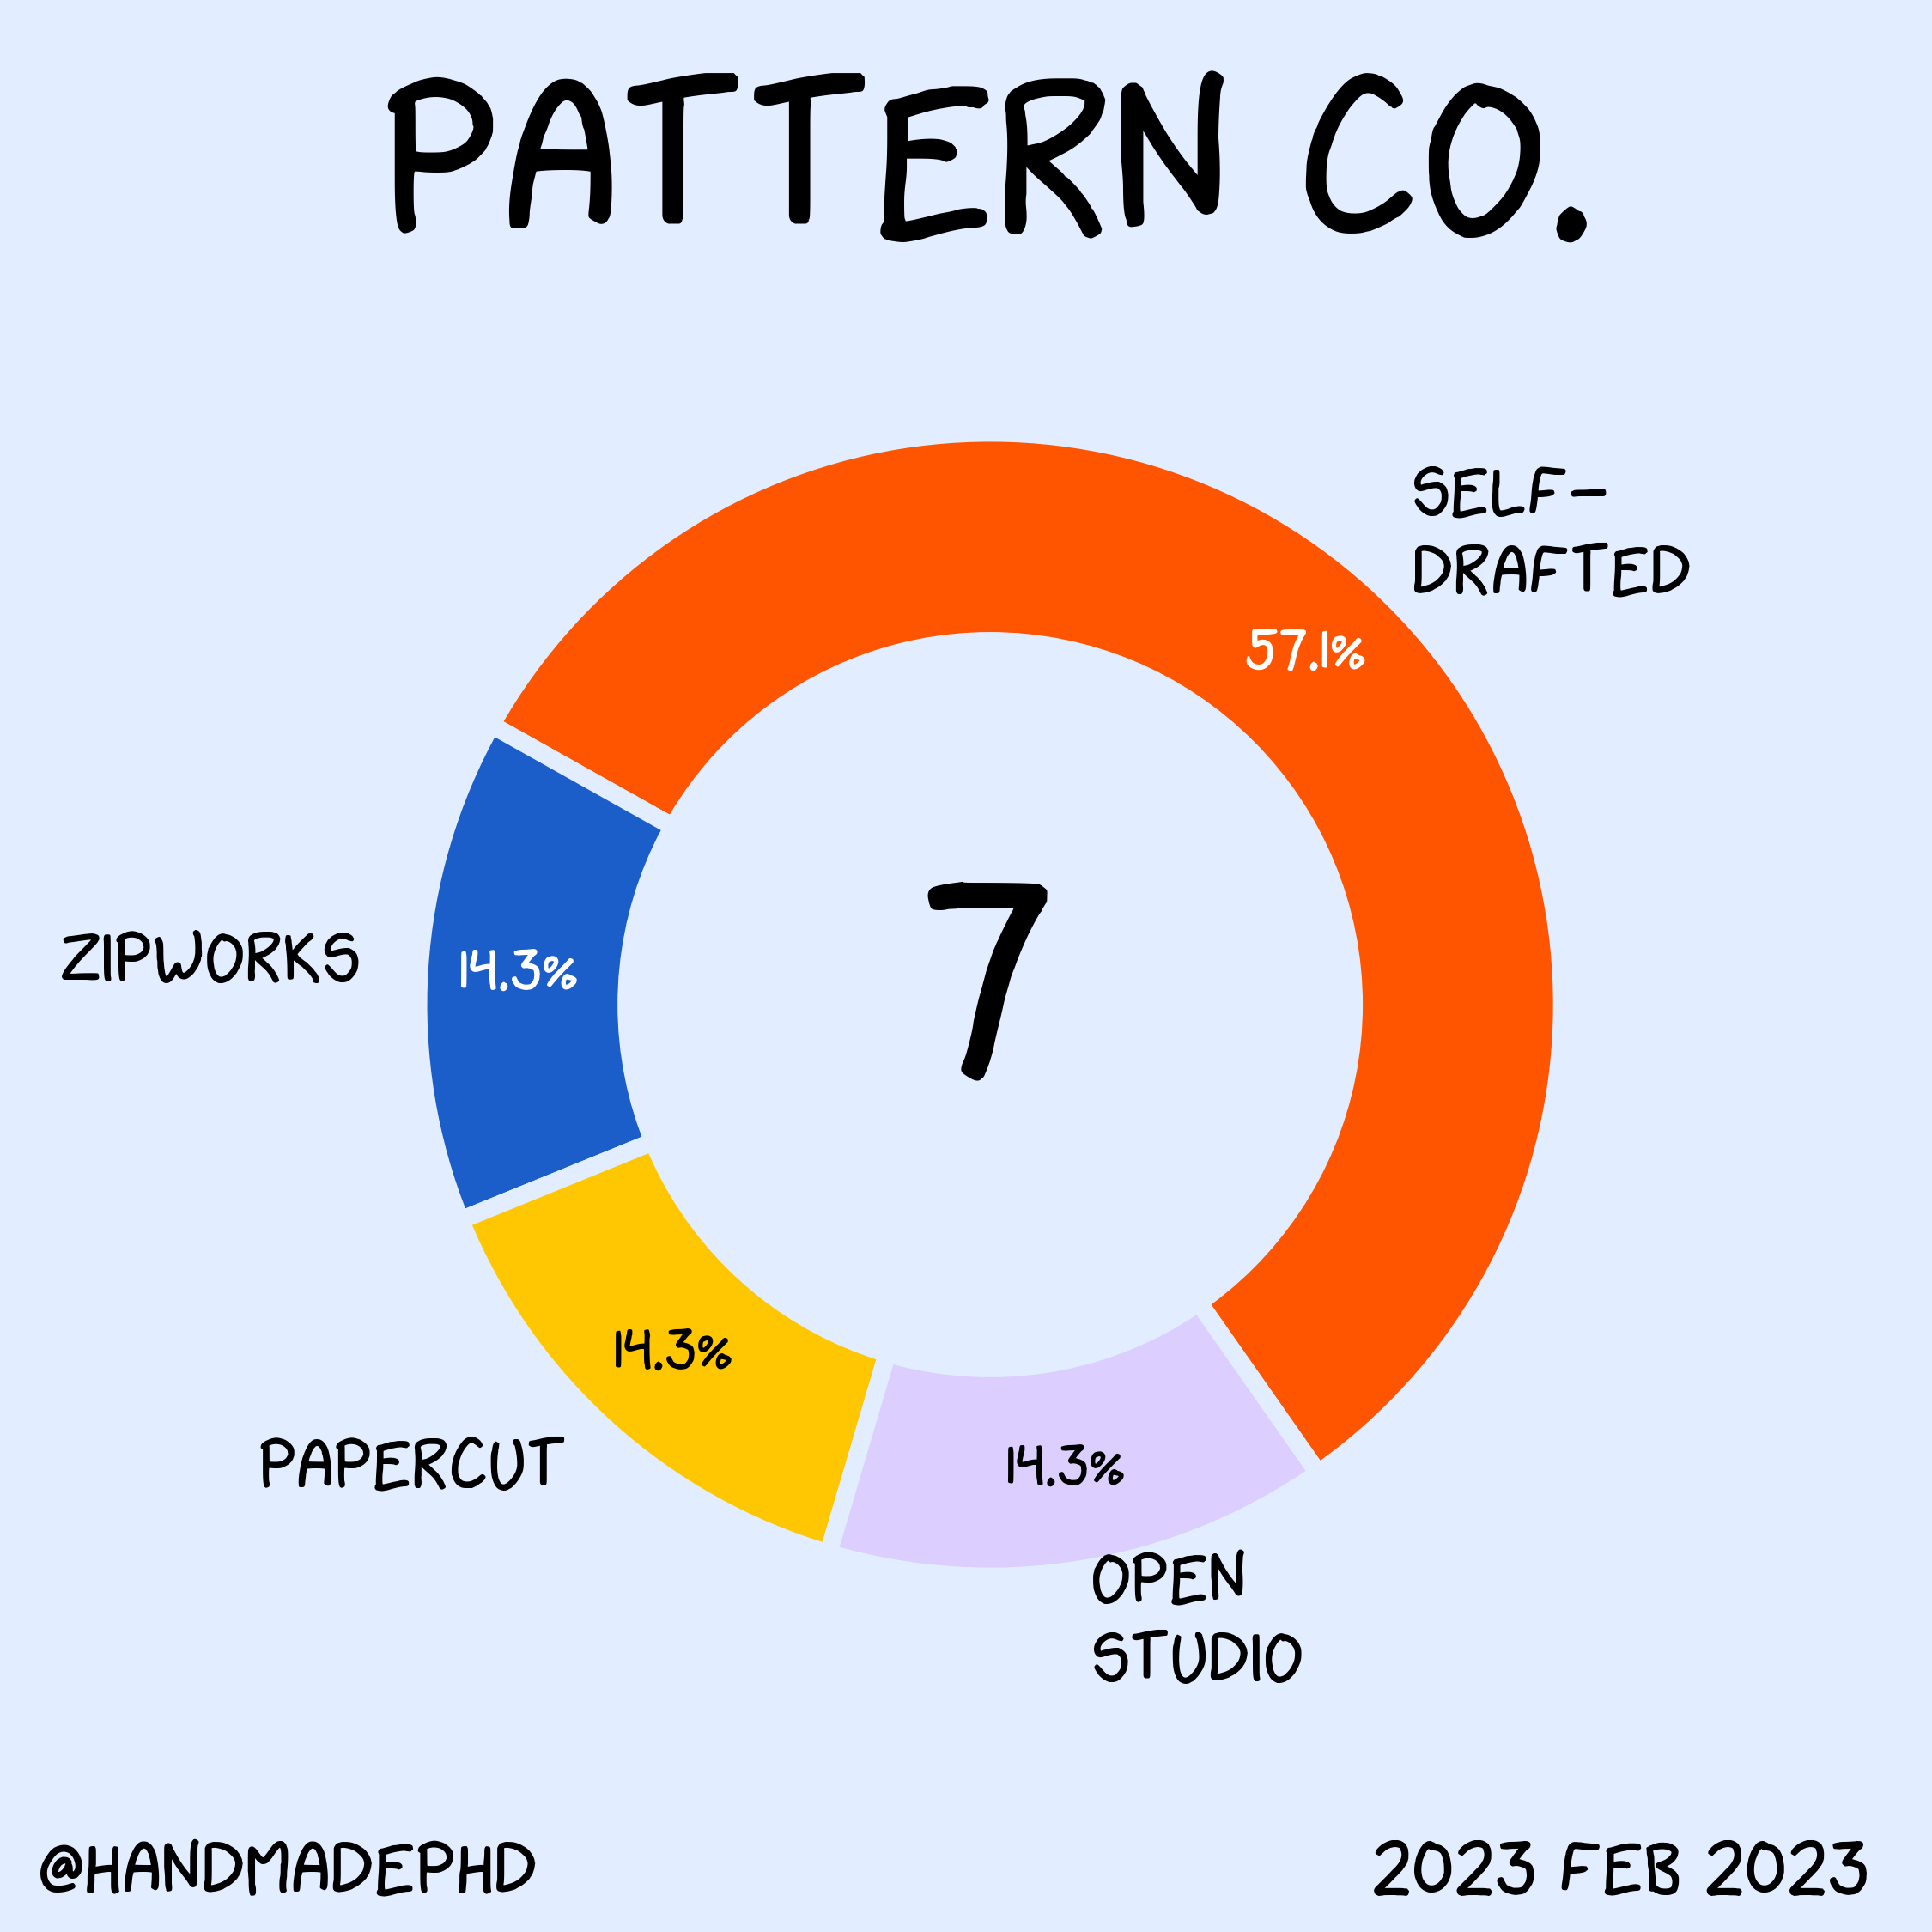 PATTERN CO.
SELF-
DRAFTED
57.1%
7
ZIPWORKS
14.3%
14.3%
PAPERCUT
14.3%
OPEN
STUDIO
@HANDMADEPHD
2023 FEB 2023